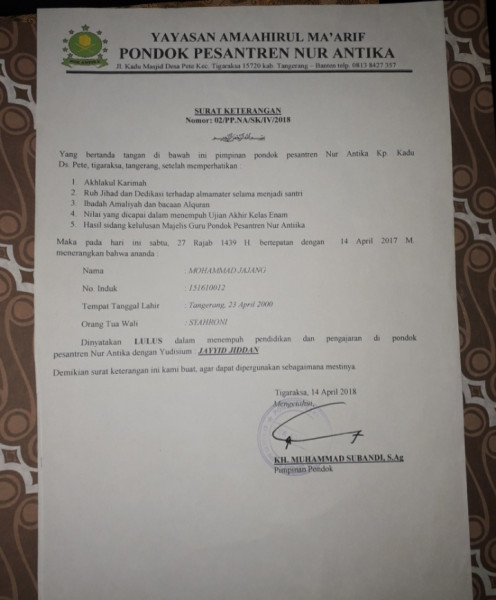 YAYASAN AMAAHIRUL MA'ARIF
PONDOK PESANTREN NUR ANTIKA
Jl. Kadu Masjid Desa Pete Kec. Tigaraksa 15720 kab. Tangerang – Banten telp. 0813 8427 357
NUR ANTIKA
SURAT KETERANGAN
Nomor: 02/PP.NA/SK/IV/2018
Yang bertanda tangan di bawah ini pimpinan pondok pesantren Nur Antika Kp. Kadu
Ds. Pete, tigaraksa, tangerang, setelah memperhatikan :
1. Akhlakul Karimah
2. Ruh Jihad dan Dedikasi terhadap almamater selama menjadi santri
3. Ibadah Amaliyah dan bacaan Alquran
4. Nilai yang dicapai dalam menempuh Ujian Akhir Kelas Enam
5. Hasil sidang kelulusan Majelis Guru Pondok Pesantren Nur Antika
Maka pada hari ini sabtu, 27 Rajab 1439 H bertepatan dengan 14 April 2017 M.
menerangkan bahwa ananda :
Nama : MOHAMMAD JAJANG
No. Induk : 151610012
Tempat Tanggal Lahir : Tangerang, 23 April 2000
Orang Tua Wali : SYAHRONI
Dinyatakan LULUS dalam menempuh pendidikan dan pengajaran di pondok
pesantren Nur Antika dengan Yudisium JAYYID JIDDAN
Demikian surat keterangan ini kami buat, agar dapat dipergunakan sebagaimana mestinya.
Tigaraksa, 14 April 2018
Mengetahui,
KH. MUHAMMAD SUBANDI, S.Ag
Pimpinan Pondok